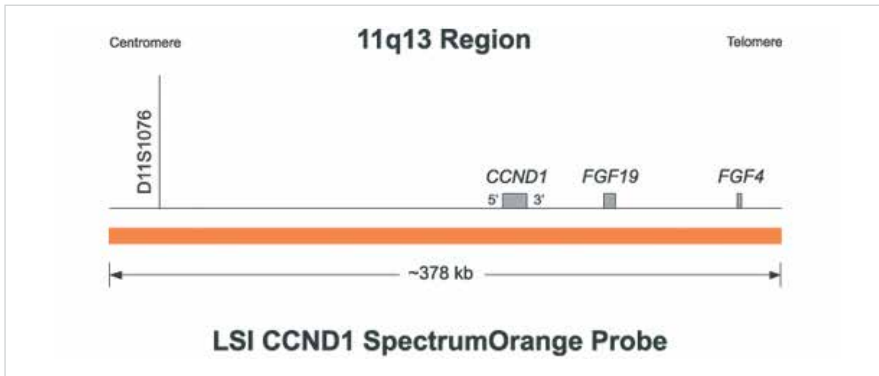 Centromere 11q13 Region Telomere
D11S1076
CCND1 FGF19 FGF4
5' 3'
~378 kb
LSI CCND1 SpectrumOrange Probe